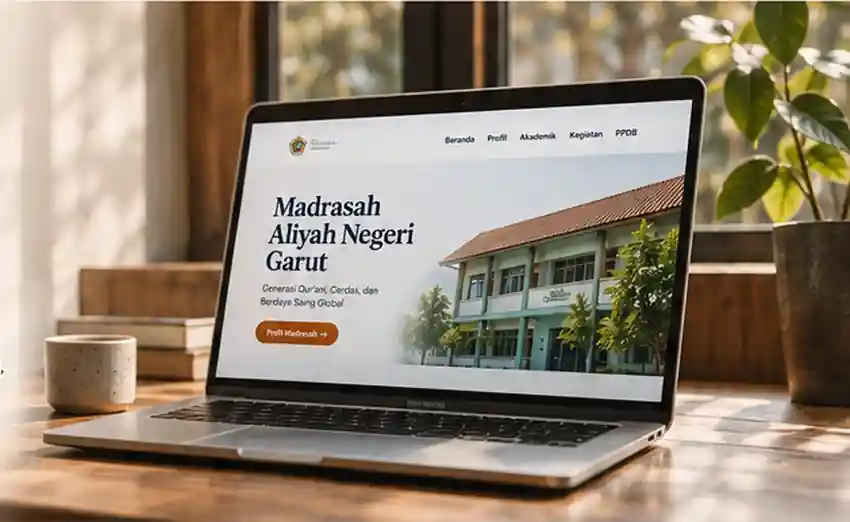 Beranda Profil Akademik Kegiatan PPDB
Madrasah
Aliyah Negeri
Garut
Generasi Qur'ani, Cerdas, dan
Berdaya Saing Global
Profil Madrasah →